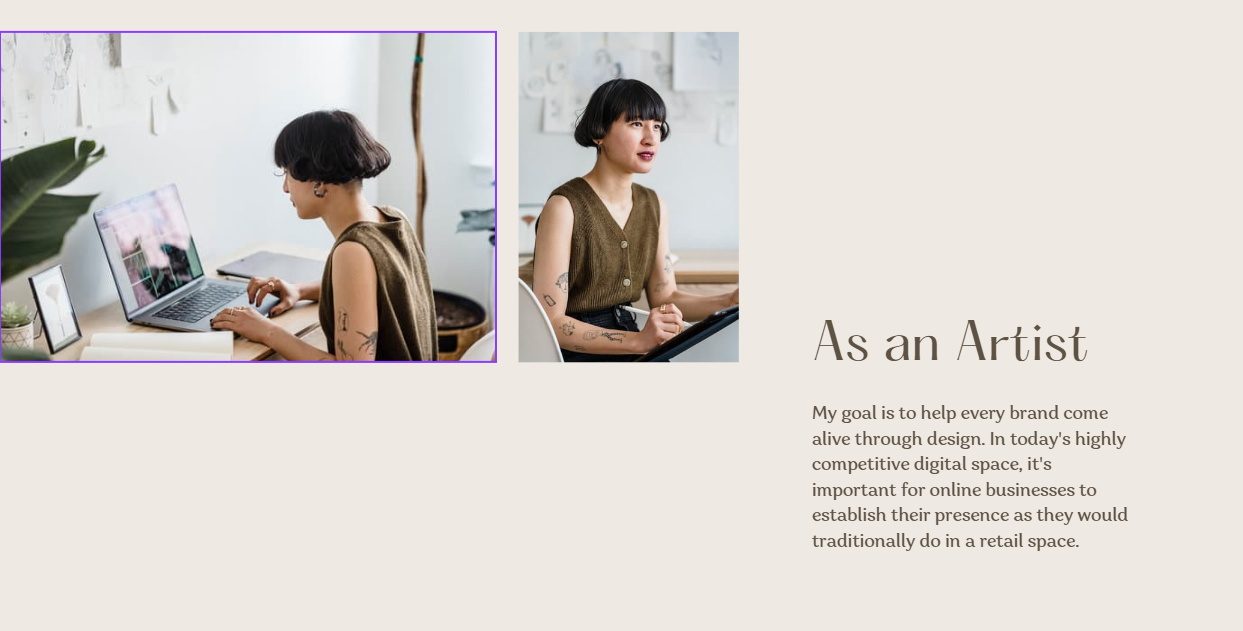 As an Artist
My goal is to help every brand come
alive through design. In today's highly
competitive digital space, it's
important for online businesses to
establish their presence as they would
traditionally do in a retail space.